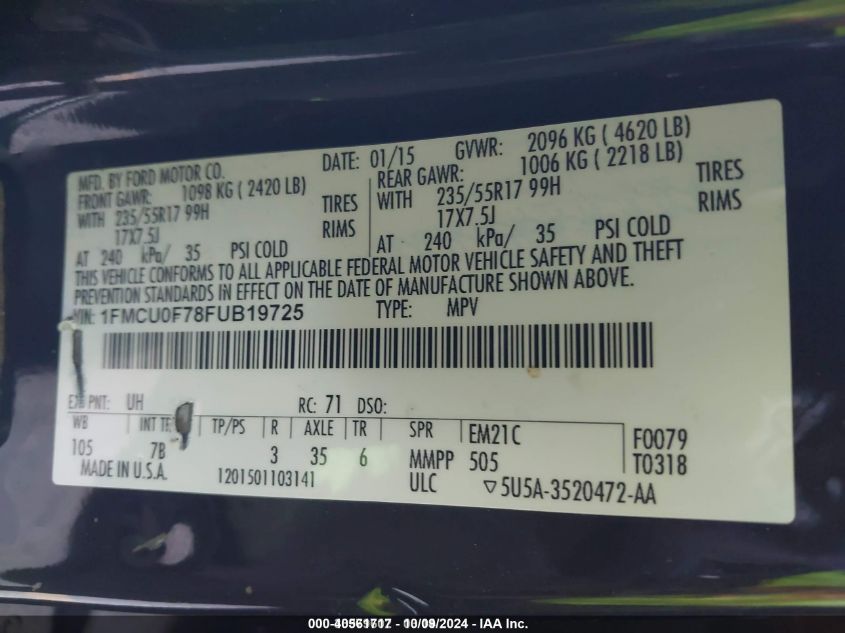 MFD. BY FORD MOTOR CO. DATE: 01/15 GVWR: 2096 KG ( 4620 LB)
FRONT GAWR: 1098 KG ( 2420 LB) REAR GAWR: 1006 KG ( 2218 LB)
WITH 235/55R17 99H TIRES WITH 235/55R17 99H TIRES
17X7.5J RIMS 17X7.5J RIMS
AT 240 kPa/ 35 PSI COLD AT 240 kPa/ 35 PSI COLD
THIS VEHICLE CONFORMS TO ALL APPLICABLE FEDERAL MOTOR VEHICLE SAFETY AND THEFT
PREVENTION STANDARDS IN EFFECT ON THE DATE OF MANUFACTURE SHOWN ABOVE.
VIN: 1FMCU0F78FUB19725 TYPE: MPV
EXT PNT: UH RC: 71 DSO:
WB INT TR TP/PS R AXLE TR SPR EM21C F0079
105 7B 3 35 6 MMPP 505 T0318
MADE IN U.S.A. 1201501103141 ULC ▽5U5A-3520472-AA
10/09/2024 - IAA Inc.